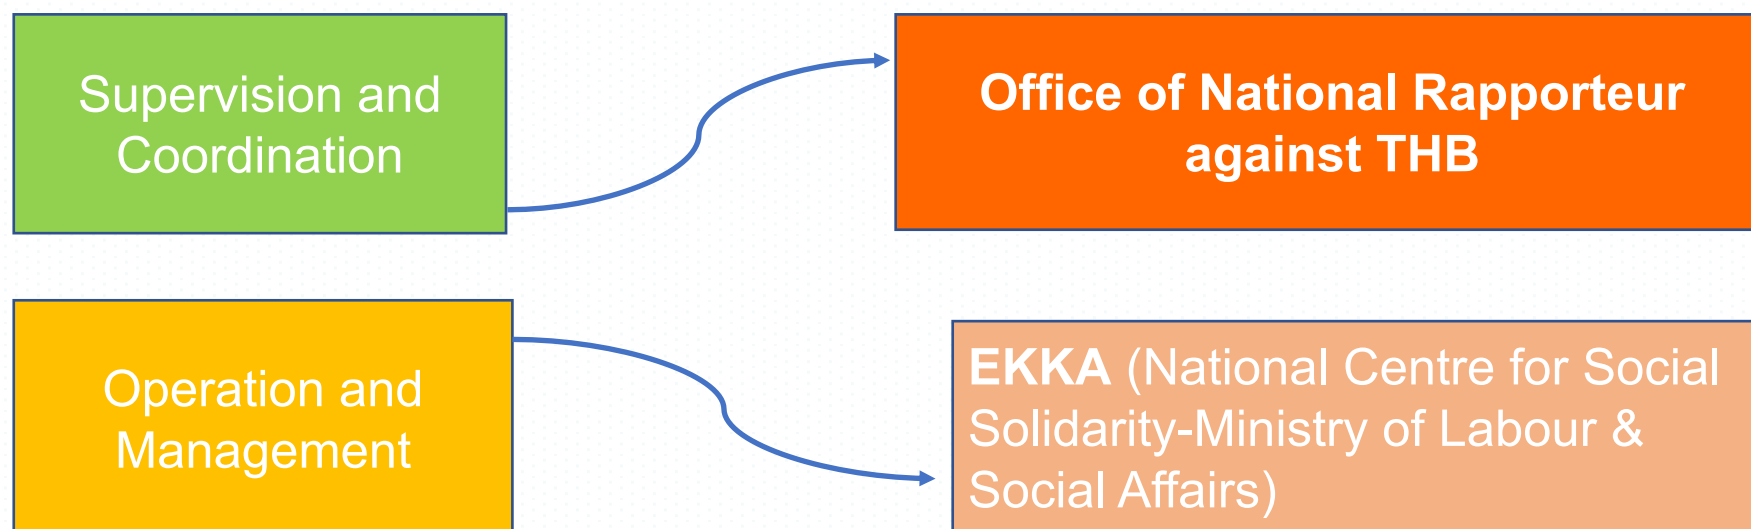 Supervision and
Coordination
Office of National Rapporteur
against THB
Operation and
Management
EKKA (National Centre for Social
Solidarity-Ministry of Labour &
Social Affairs)